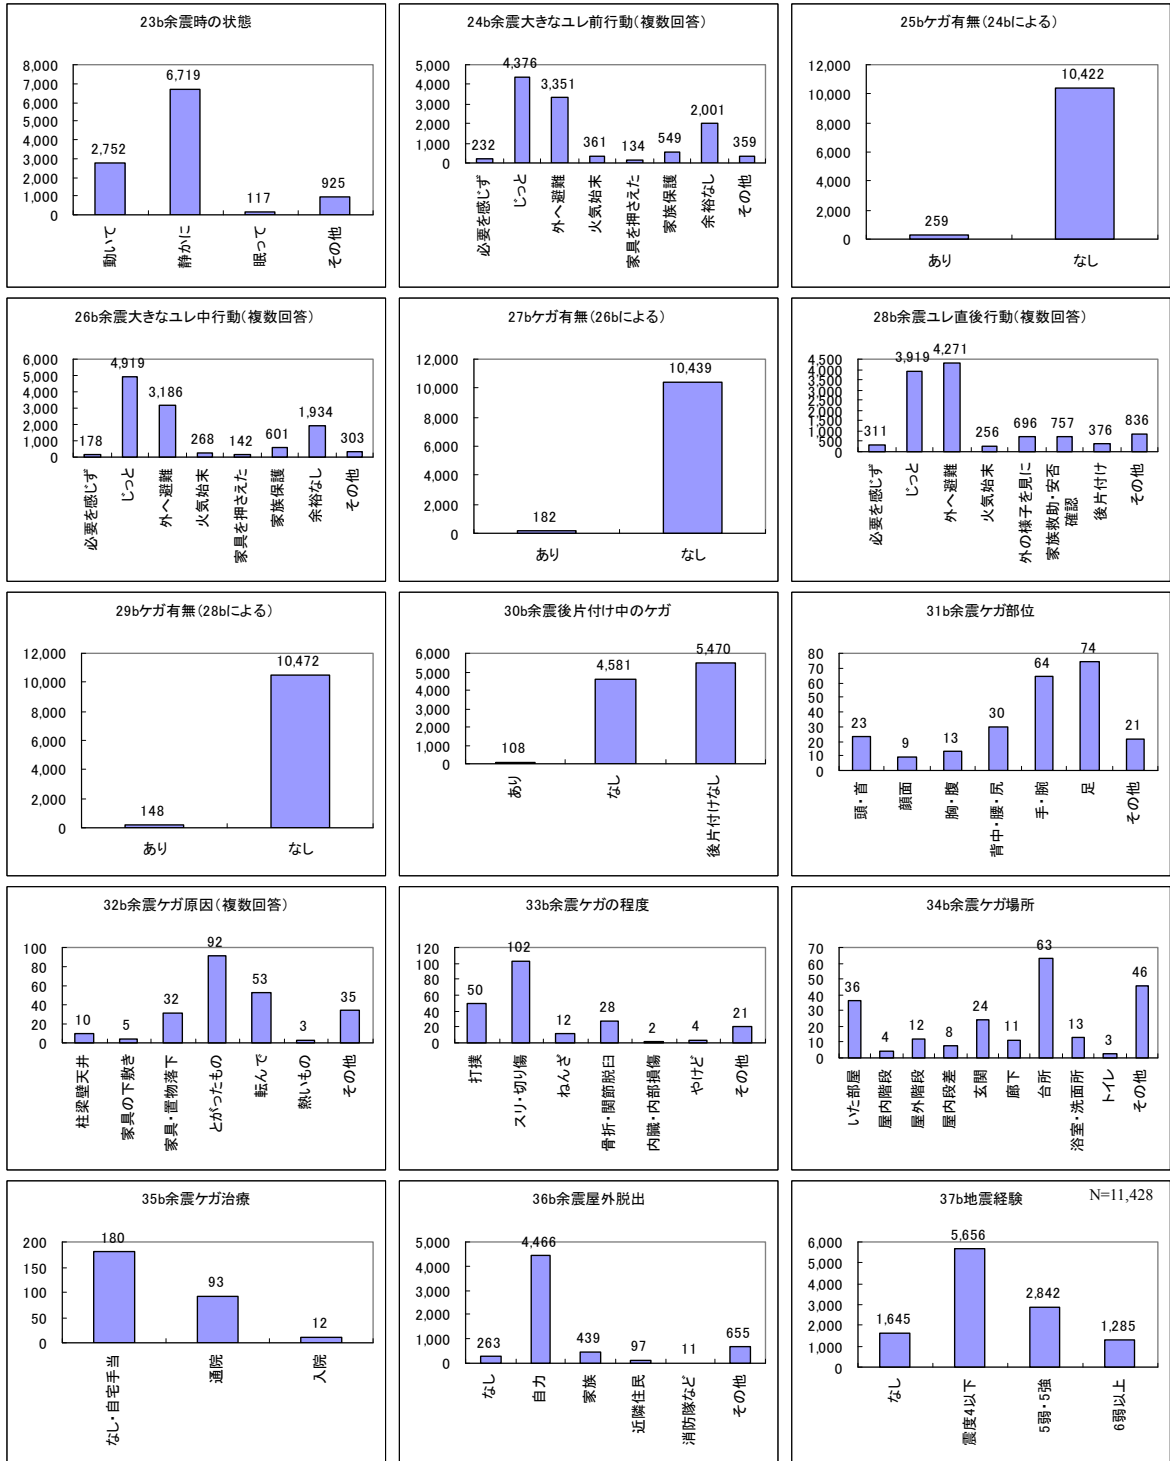 23b余震時の状態
8,000
7,000
6,000
5,000
4,000
3,000
2,000
1,000
0
2,752
6,719
117
925
動いて
静かに
眠って
その他
24b余震大きなユレ前行動(複数回答)
5,000
4,000
3,000
2,000
1,000
0
232
4,376
3,351
361
134
549
2,001
359
必要を感じず
じっと
外へ避難
火気始末
家具を押さえた
家族保護
余裕なし
その他
25bケガ有無(24bによる)
12,000
10,000
8,000
6,000
4,000
2,000
0
259
10,422
あり
なし
26b余震大きなユレ中行動(複数回答)
6,000
5,000
4,000
3,000
2,000
1,000
0
178
4,919
3,186
268
142
601
1,934
303
必要を感じず
じっと
外へ避難
火気始末
家具を押さえた
家族保護
余裕なし
その他
27bケガ有無(26bによる)
12,000
10,000
8,000
6,000
4,000
2,000
0
182
10,439
あり
なし
28b余震ユレ直後行動(複数回答)
4,500
4,000
3,500
3,000
2,500
2,000
1,500
1,000
500
0
311
3,919
4,271
256
696
757
376
836
必要を感じず
じっと
外へ避難
火気始末
外の様子を見に
家族救助・安否
確認
後片付け
その他
29bケガ有無(28bによる)
12,000
10,000
8,000
6,000
4,000
2,000
0
148
10,472
あり
なし
30b余震後片付け中のケガ
6,000
5,000
4,000
3,000
2,000
1,000
0
108
4,581
5,470
あり
なし
後片付けなし
31b余震ケガ部位
80
70
60
50
40
30
20
10
0
23
9
13
30
64
74
21
頭・首
顔面
胸・腹
背中・腰・尻
手・腕
足
その他
32b余震ケガ原因(複数回答)
100
80
60
40
20
0
10
5
32
92
53
3
35
柱梁壁天井
家具の下敷き
家具・置物落下
とがったもの
転んで
熱いもの
その他
33b余震ケガの程度
120
100
80
60
40
20
0
50
102
12
28
2
4
21
打撲
スリ・切り傷
ねんざ
骨折・関節脱臼
内臓・内部損傷
やけど
その他
34b余震ケガ場所
70
60
50
40
30
20
10
0
36
4
12
8
24
11
63
13
3
46
いた部屋
屋内階段
屋外階段
屋内段差
玄関
廊下
台所
浴室・洗面所
トイレ
その他
35b余震ケガ治療
200
150
100
50
0
180
93
12
なし・自宅手当
通院
入院
36b余震屋外脱出
5,000
4,000
3,000
2,000
1,000
0
263
4,466
439
97
11
655
なし
自力
家族
近隣住民
消防隊など
その他
37b地震経験
N=11,428
6,000
5,000
4,000
3,000
2,000
1,000
0
1,645
5,656
2,842
1,285
なし
震度4以下
5弱・5強
6弱以上